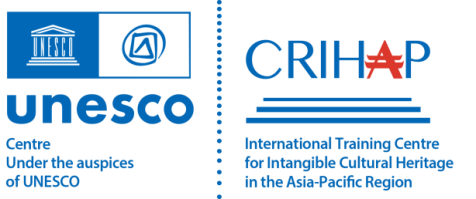 UNESCO
unesco
Centre
Under the auspices
of UNESCO
CRIHAP
International Training Centre
for Intangible Cultural Heritage
in the Asia-Pacific Region